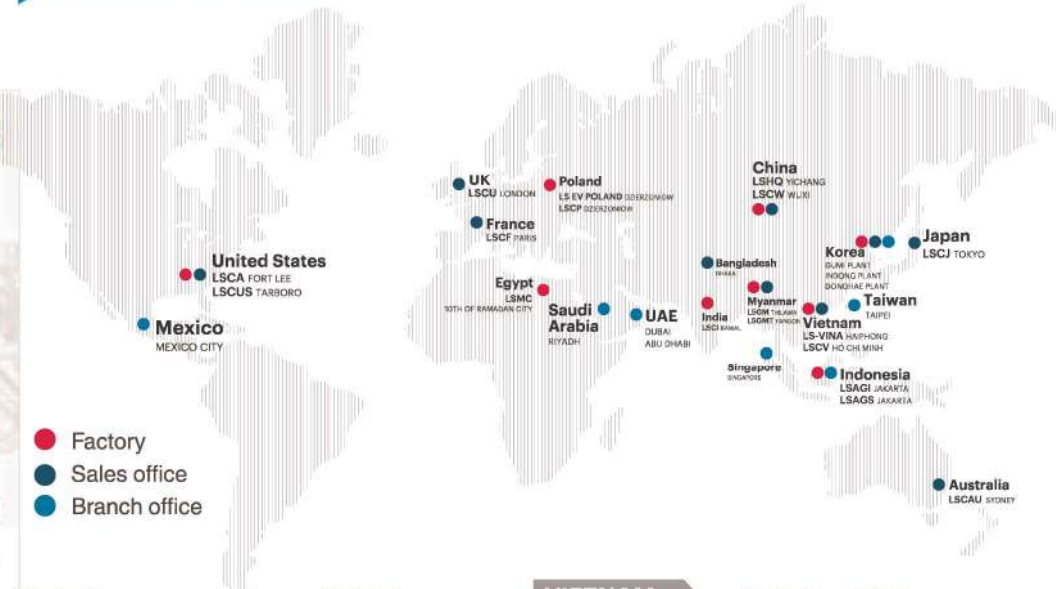 UK
LSCU LONDON
Poland
LS EV POLAND DZIERZONIOW
LSCP DZIERZONIOW
France
LSCF PARIS
China
LSHQ YICHANG
LSCW WUXI
Korea
GUMI PLANT
INDONG PLANT
DONGHAE PLANT
Japan
LSCJ TOKYO
United States
LSCA FORT LEE
LSCUS TARBORO
Mexico
MEXICO CITY
Egypt
LSMC
10TH OF RAMADAN CITY
Saudi
Arabia
RIYADH
UAE
DUBAI
ABU DHABI
Bangladesh
DHAKA
India
LSCI BAWAL
Myanmar
LSGM THILAWA
LSGMT YANGON
Taiwan
TAIPEI
Vietnam
LS-VINA HAIPHONG
LSCV HO CHI MINH
Singapore
SINGAPORE
Indonesia
LSAGI JAKARTA
LSAGS JAKARTA
Australia
LSCAU SYDNEY
Factory
Sales office
Branch office